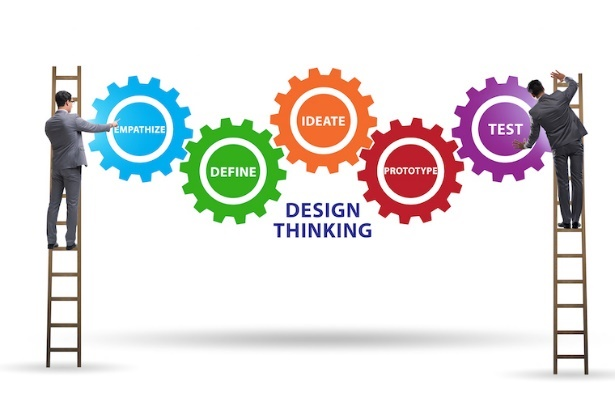 EMPATHIZE
DEFINE
IDEATE
PROTOTYPE
TEST
DESIGN
THINKING